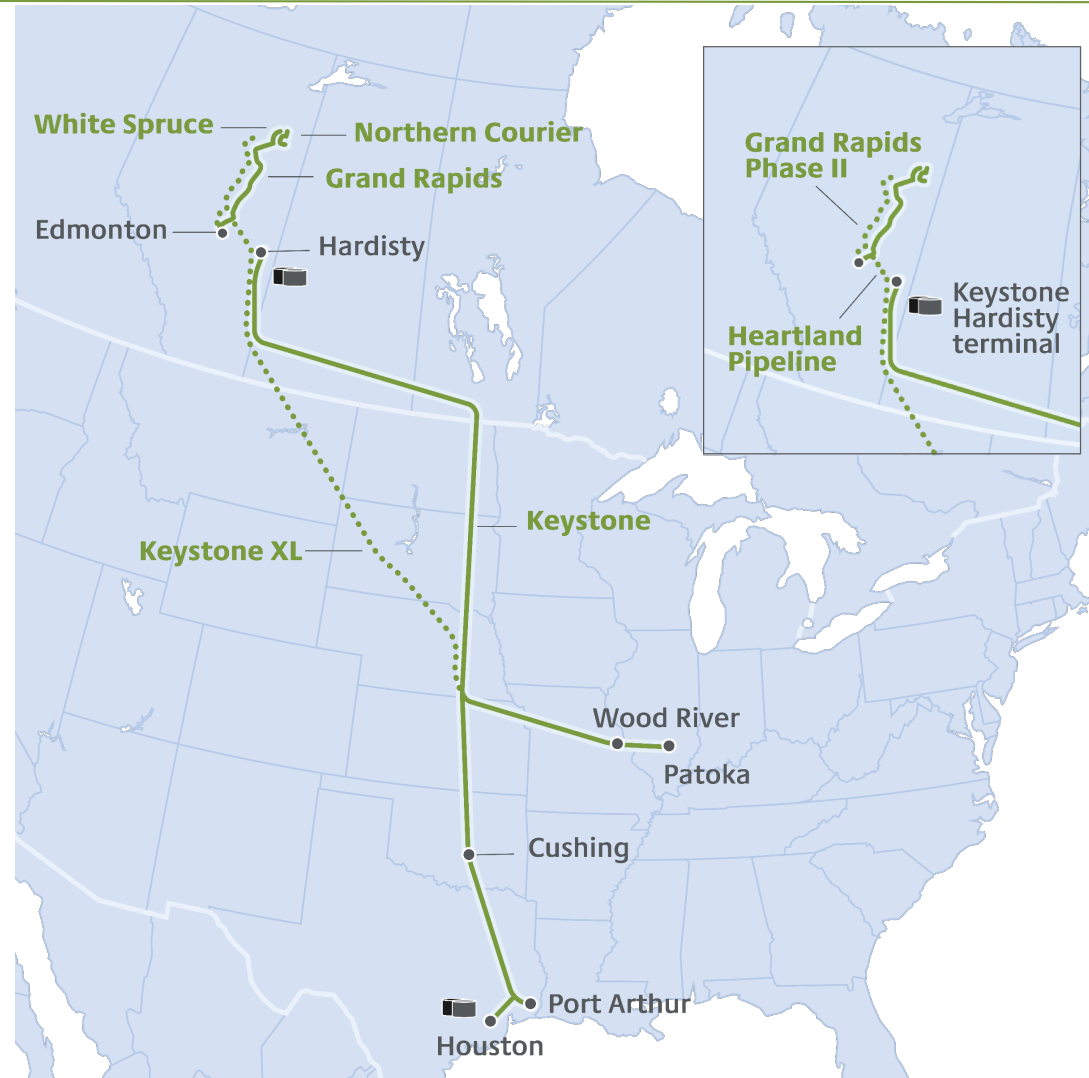 White Spruce
Northern Courier
Grand Rapids
Edmonton
Hardisty
Grand Rapids
Phase II
Keystone
Hardisty
terminal
Heartland
Pipeline
Keystone
Keystone XL
Wood River
Patoka
Cushing
Port Arthur
Houston